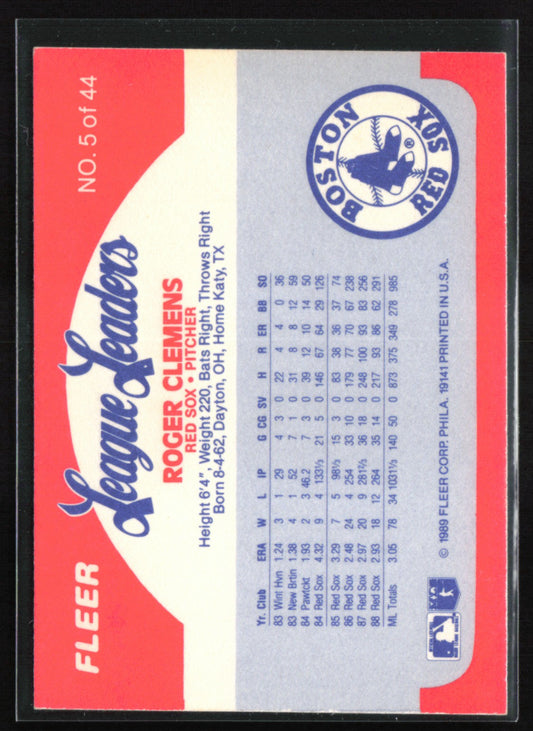 FLEER
NO. 5 of 44
League Leaders
ROGER CLEMENS
RED SOX • PITCHER
Height 6'4", Weight 220, Bats Right, Throws Right
Born 8-4-62, Dayton, OH, Home Katy, TX
Yr. Club ERA W L IP G CG SV H R ER BB SO
83 Wint Hvn 1.24 3 1 29 4 3 0 22 4 4 0 36
83 New Brtin 1.38 4 1 52 7 1 0 31 8 8 12 59
84 Pawtckt 1.93 2 3 46.2 7 3 0 39 12 10 14 50
84 Red Sox 4.32 9 4 133⅓ 21 5 0 146 67 64 29 126
85 Red Sox 3.29 7 5 98⅓ 15 3 0 83 38 36 37 74
86 Red Sox 2.48 24 4 254 33 10 0 179 77 70 67 238
87 Red Sox 2.97 20 9 281⅔ 36 18 0 248 100 93 83 256
88 Red Sox 2.93 18 12 264 35 14 0 217 93 86 62 291
ML Totals 3.05 78 34 1031⅓ 140 50 0 873 375 349 278 985
BOSTON
RED SOX
®
© 1989 FLEER CORP. PHILA. 19141 PRINTED IN U.S.A.